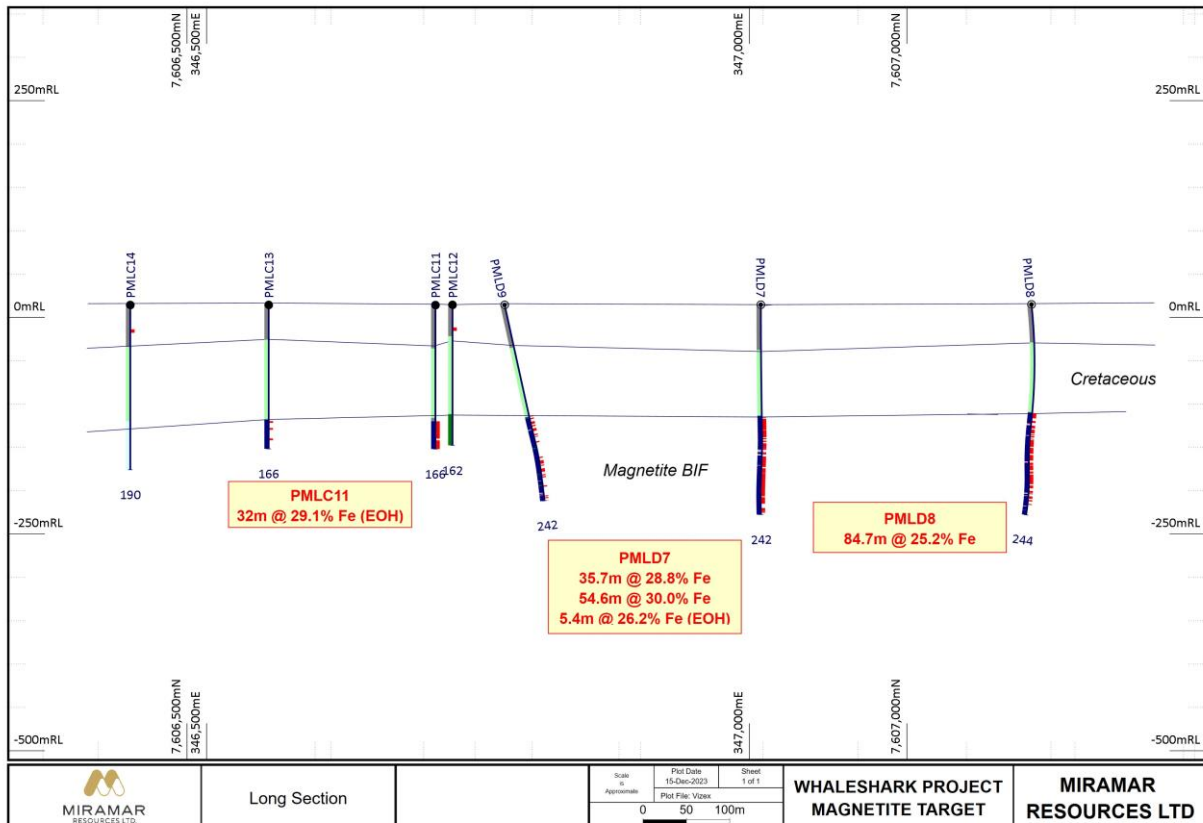 7,606,500mN
346,500mE
347,000mE
7,607,000mN
250mRL
250mRL
PMLC14
PMLC13
PMLC11
PMLC12
PMLD9
PMLD7
PMLD8
0mRL
0mRL
Cretaceous
Magnetite BIF
190
166
166
162
242
242
244
PMLC11
32m @ 29.1% Fe (EOH)
PMLD8
84.7m @ 25.2% Fe
PMLD7
35.7m @ 28.8% Fe
54.6m @ 30.0% Fe
5.4m @ 26.2% Fe (EOH)
-250mRL
-250mRL
7,606,500mN
346,500mE
347,000mE
7,607,000mN
-500mRL
-500mRL
MIRAMAR
RESOURCES LTD
Long Section
Scale
is
Approximate
Plot Date
15-Dec-2023
Sheet
1 of 1
Plot File: Vizex
0 50 100m
WHALESHARK PROJECT
MAGNETITE TARGET
MIRAMAR
RESOURCES LTD